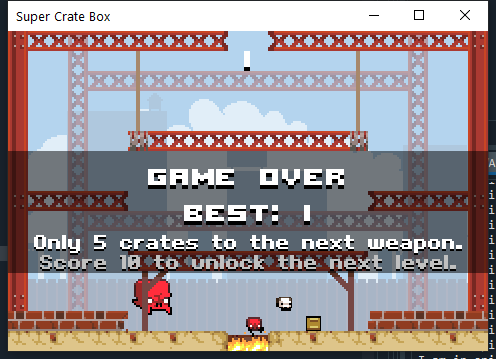 Super Crate Box
1
GAME OVER
BEST: 1
Only 5 crates to the next weapon.
Score 10 to unlock the next level.